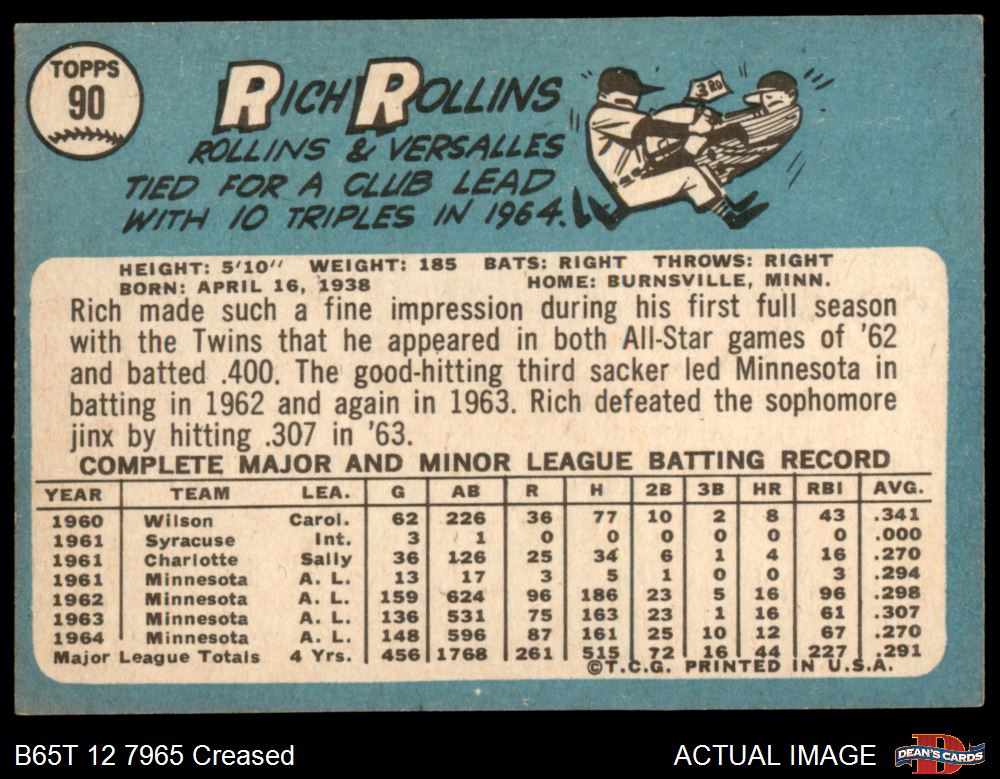 TOPPS
90
RICH ROLLINS
3RD
ROLLINS & VERSALLES
TIED FOR A CLUB LEAD
WITH 10 TRIPLES IN 1964.
HEIGHT: 5'10" WEIGHT: 185 BATS: RIGHT THROWS: RIGHT
BORN: APRIL 16, 1938 HOME: BURNSVILLE, MINN.
Rich made such a fine impression during his first full season
with the Twins that he appeared in both All-Star games of '62
and batted .400. The good-hitting third sacker led Minnesota in
batting in 1962 and again in 1963. Rich defeated the sophomore
jinx by hitting .307 in '63.
COMPLETE MAJOR AND MINOR LEAGUE BATTING RECORD
YEAR TEAM LEA. G AB R H 2B 3B HR RBI AVG.
1960 Wilson Carol. 62 226 36 77 10 2 8 43 .341
1961 Syracuse Int. 3 1 0 0 0 0 0 0 .000
1961 Charlotte Sally 36 126 25 34 6 1 4 16 .270
1961 Minnesota A. L. 13 17 3 5 1 0 0 3 .294
1962 Minnesota A. L. 159 624 96 186 23 5 16 96 .298
1963 Minnesota A. L. 136 531 75 163 23 1 16 61 .307
1964 Minnesota A. L. 148 596 87 161 25 10 12 67 .270
Major League Totals 4 Yrs. 456 1768 261 515 72 16 44 227 .291
©T.C.G. PRINTED IN U.S.A.
B65T 12 7965 Creased
ACTUAL IMAGE
DEAN'S CARDS